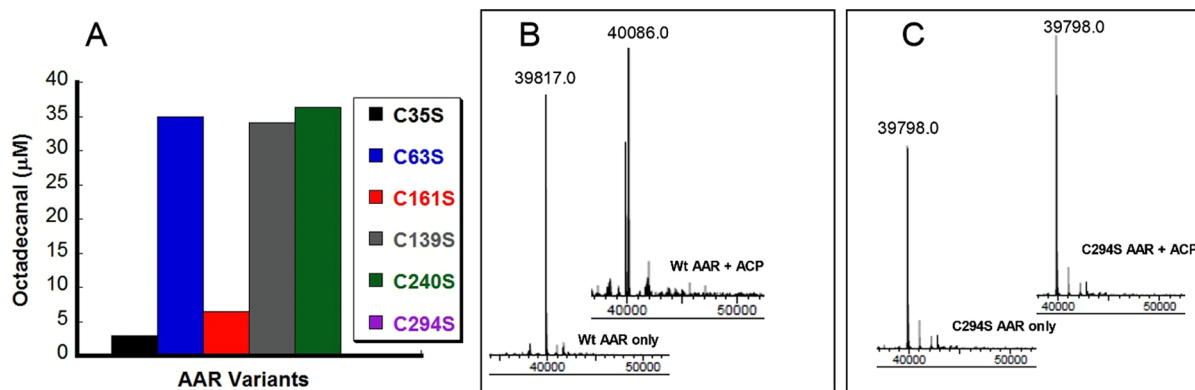 A
40
35
30
25
20
15
10
5
0
Octadecanal (μM)
AAR Variants
C35S
C63S
C161S
C139S
C240S
C294S
B
39817.0
40086.0
Wt AAR + ACP
40000 50000
Wt AAR only
40000 50000
C
39798.0
39798.0
C294S AAR + ACP
40000 50000
C294S AAR only
40000 50000